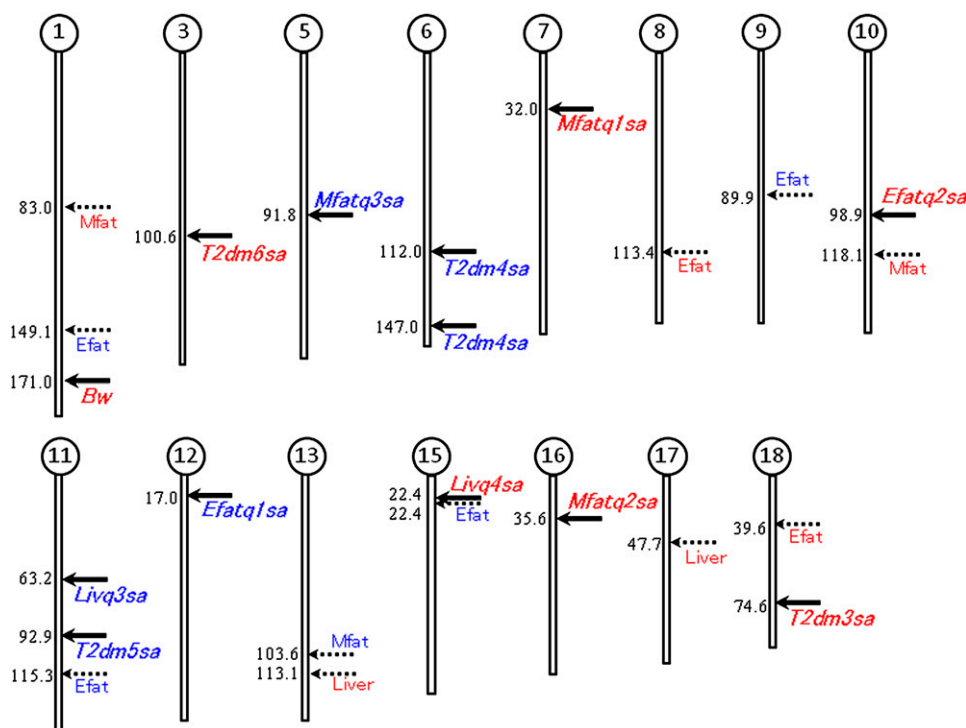 1
3
5
6
7
8
9
10
32.0
Mfatq1sa
83.0
Mfat
100.6
T2dm6sa
91.8
Mfatq3sa
112.0
T2dm4sa
147.0
T2dm4sa
113.4
Efat
89.9
Efat
98.9
Efatq2sa
118.1
Mfat
149.1
Efat
171.0
Bw
11
12
13
15
16
17
18
63.2
Livq3sa
92.9
T2dm5sa
115.3
Efat
17.0
Efatq1sa
103.6
Mfat
113.1
Liver
22.4
Livq4sa
22.4
Efat
35.6
Mfatq2sa
47.7
Liver
39.6
Efat
74.6
T2dm3sa